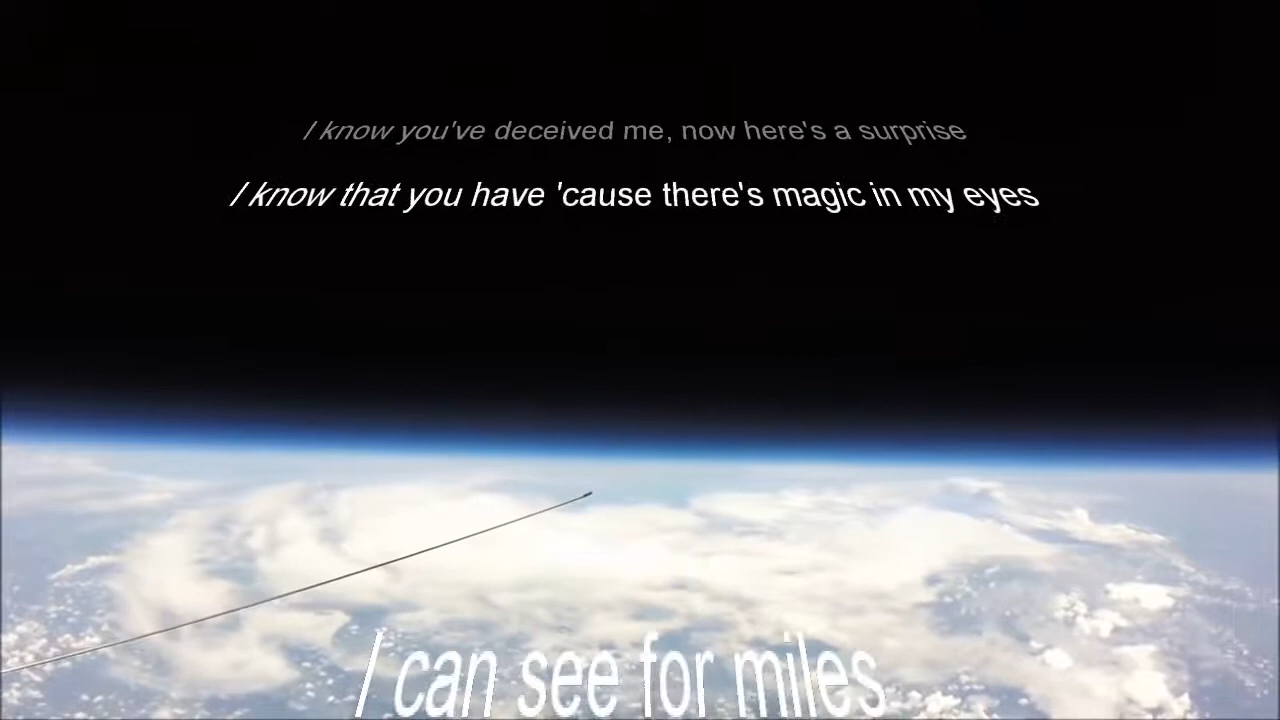 I know you've deceived me, now here's a surprise
I know that you have 'cause there's magic in my eyes
I can see for miles